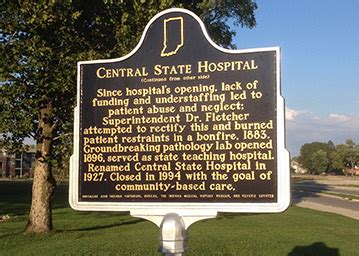 CENTRAL STATE HOSPITAL
(Continued from other side)
Since hospital's opening, lack of
funding and understaffing led to
patient abuse and neglect;
Superintendent Dr. Fletcher
attempted to rectify this and burned
patient restraints in a bonfire, 1883.
Groundbreaking pathology lab opened
1896, served as state teaching hospital.
Renamed Central State Hospital in
1927. Closed in 1994 with the goal of
community-based care.